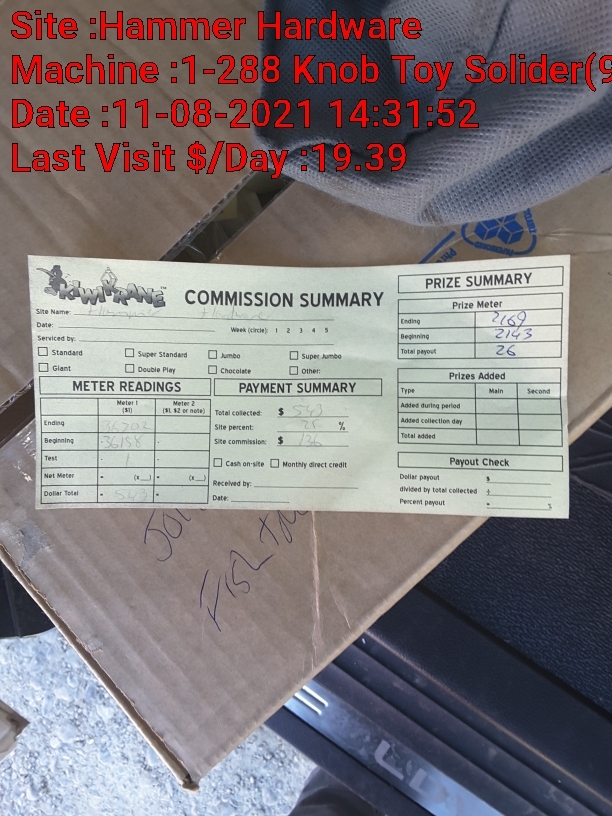 Site :Hammer Hardware
Machine :1-288 Knob Toy Solider(9
Date :11-08-2021 14:31:52
Last Visit $/Day :19.39
KIWIKRANE™
COMMISSION SUMMARY
Site Name: Hardware
Date: Week (circle): 1 2 3 4 5
Serviced by:
Standard Super Standard Jumbo Super Jumbo
Giant Double Play Chocolate Other:
METER READINGS
Meter 1 ($1) Meter 2 ($1, $2 or note)
Ending
Beginning 36158
Test 1
Net Meter - (x ) - (x )
Dollar Total - 543 -
PAYMENT SUMMARY
Total collected: $ 543
Site percent: 25 %
Site commission: $ 136
Cash on-site Monthly direct credit
Received by:
Date:
PRIZE SUMMARY
Prize Meter
Ending 2169
Beginning 2143
Total payout 26
Prizes Added
Type Main Second
Added during period
Added collection day
Total added
Payout Check
Dollar payout $
divided by total collected ÷
Percent payout = %
FISH